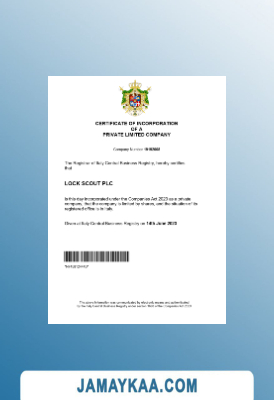 CERTIFICATE OF INCORPORATION
OF A
PRIVATE LIMITED COMPANY
Company Number
The Registrar of Italy Central Business Registry, hereby certifies
that
LOCK SCOUT PLC
is this day incorporated under the Companies Act 2023 as a private
company, that the company is limited by shares, and the situation of its
registered office is in Italy.
Given at Italy Central Business Registry on 14th June 2023
JAMAYKAA.COM